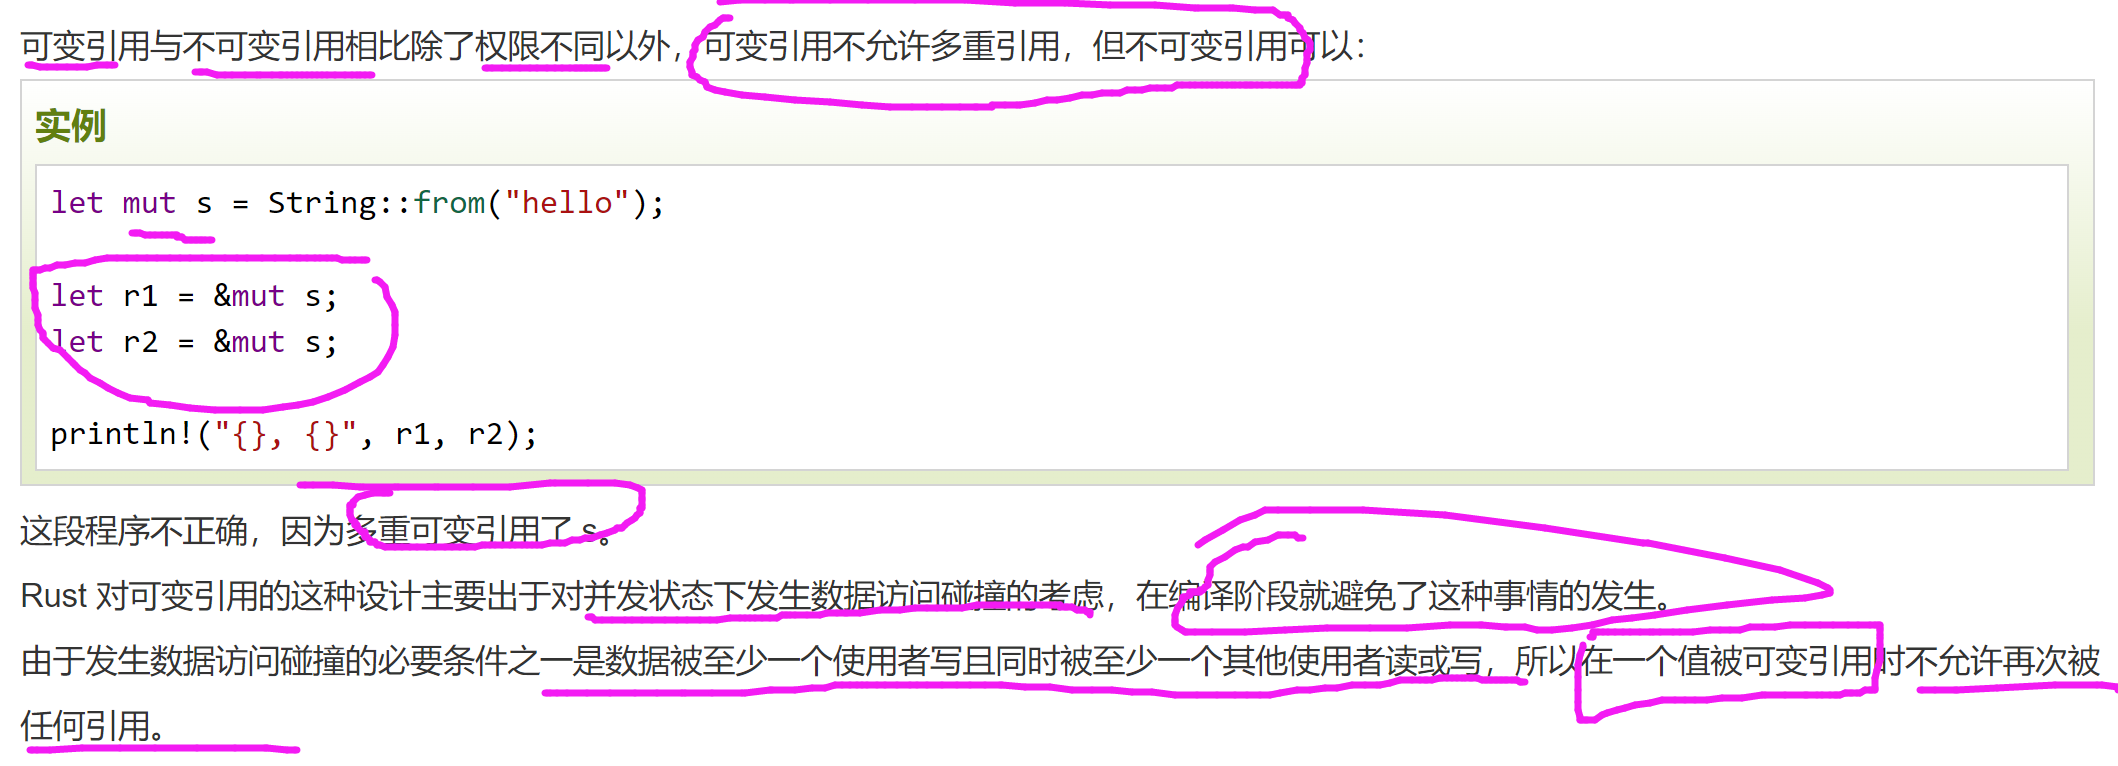 可变引用与不可变引用相比除了权限不同以外，可变引用不允许多重引用，但不可变引用可以：
实例
let mut s = String::from("hello");
let r1 = &mut s;
let r2 = &mut s;
println!("{}, {}", r1, r2);
这段程序不正确，因为多重可变引用了 s。
Rust 对可变引用的这种设计主要出于对并发状态下发生数据访问碰撞的考虑，在编译阶段就避免了这种事情的发生。
由于发生数据访问碰撞的必要条件之一是数据被至少一个使用者写且同时被至少一个其他使用者读或写，所以在一个值被可变引用时不允许再次被
任何引用。